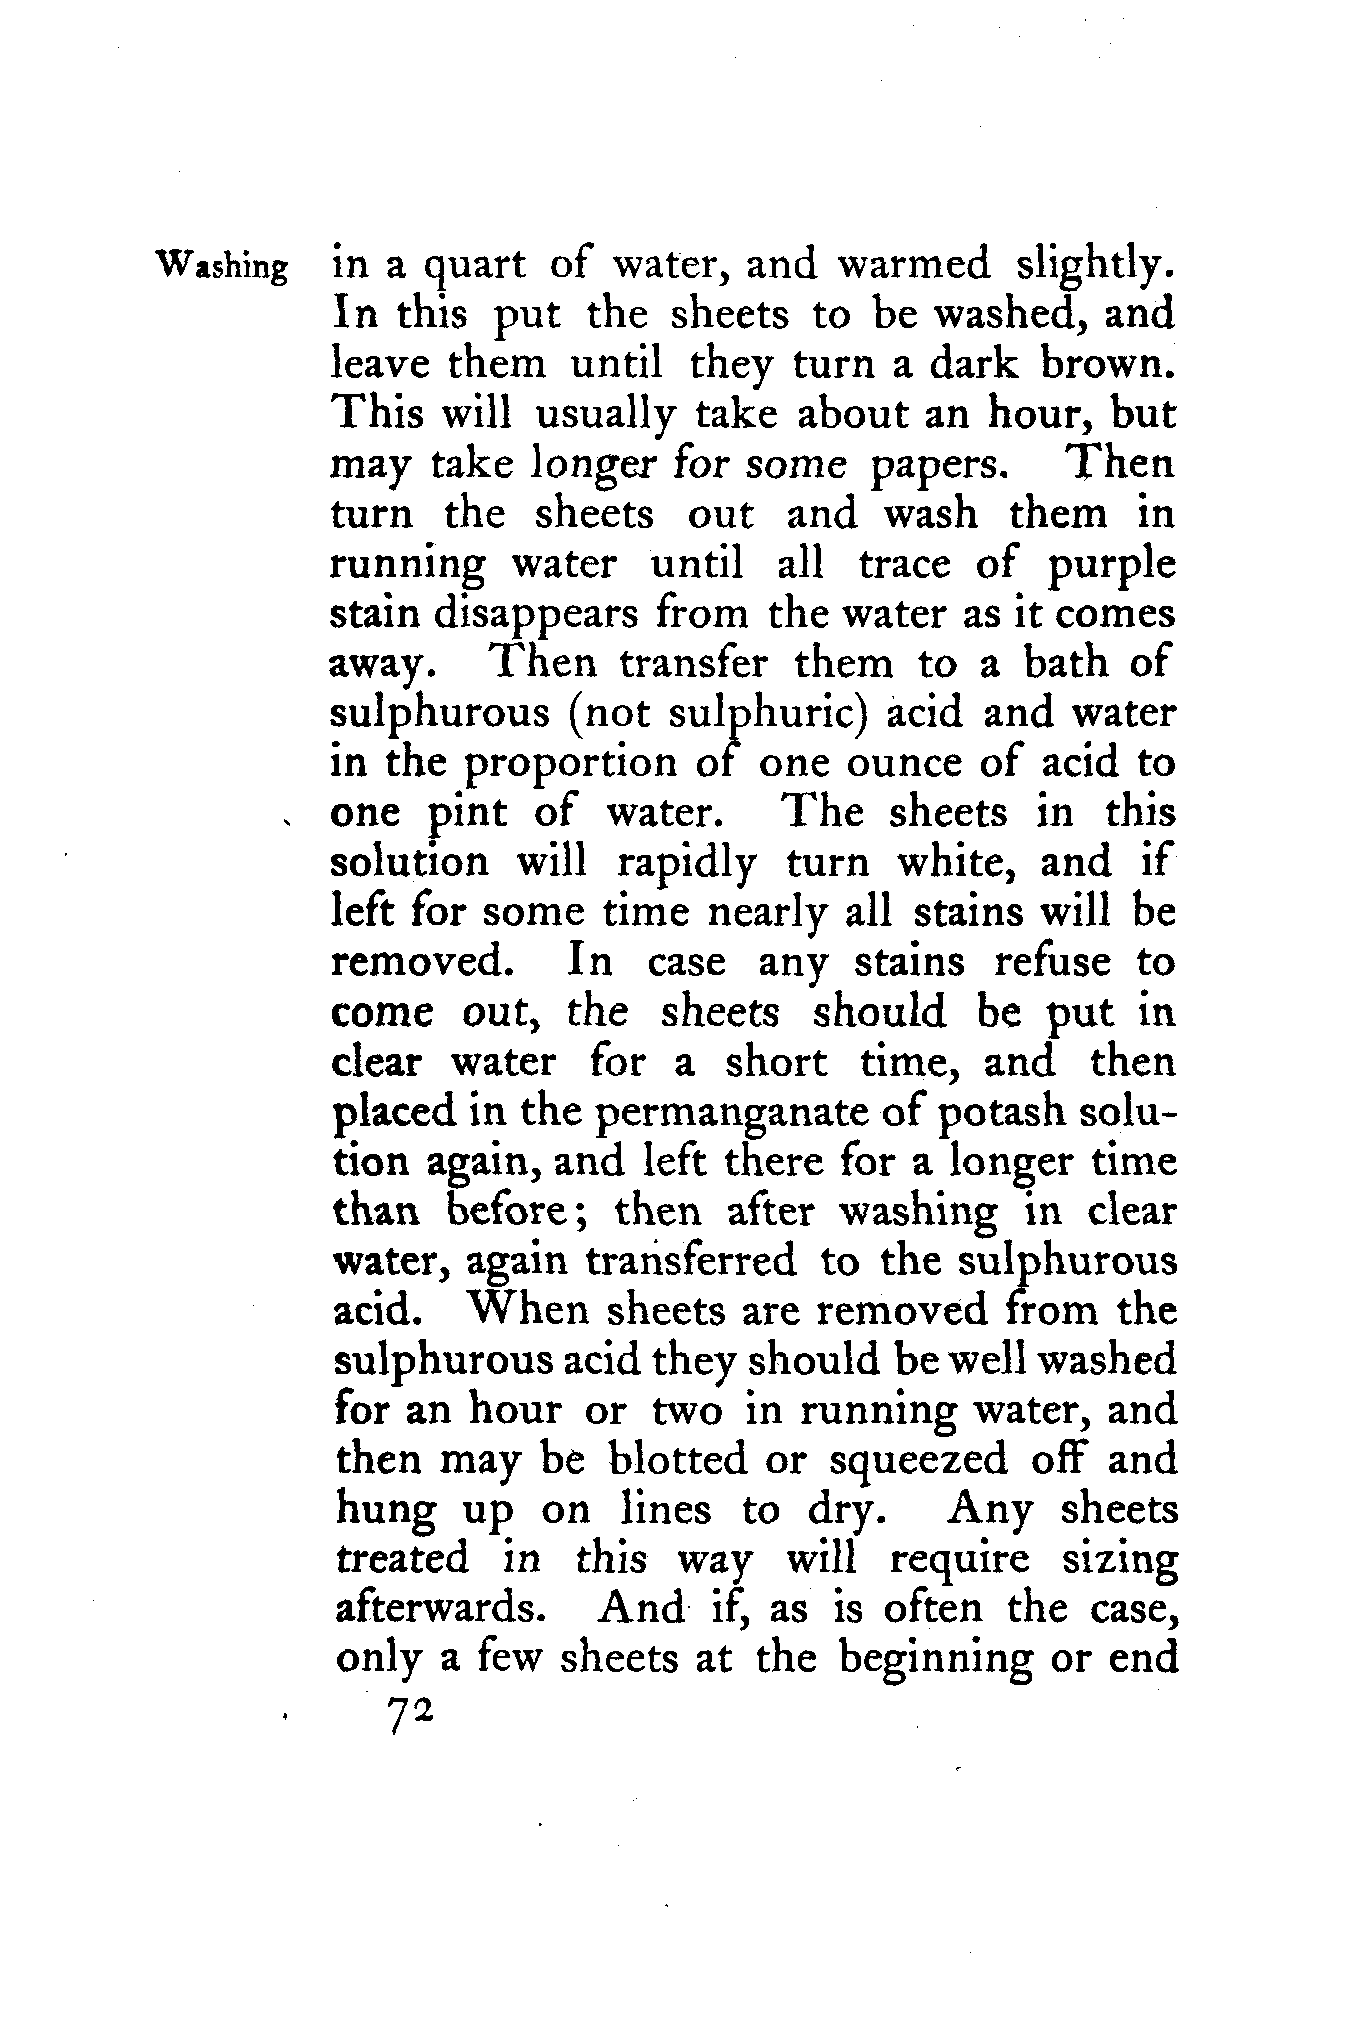 Washing
in a quart of water, and warmed slightly.
In this put the sheets to be washed, and
leave them until they turn a dark brown.
This will usually take about an hour, but
may take longer for some papers. Then
turn the sheets out and wash them in
running water until all trace of purple
stain disappears from the water as it comes
away. Then transfer them to a bath of
sulphurous (not sulphuric) acid and water
in the proportion of one ounce of acid to
one pint of water. The sheets in this
solution will rapidly turn white, and if
left for some time nearly all stains will be
removed. In case any stains refuse to
come out, the sheets should be put in
clear water for a short time, and then
placed in the permanganate of potash solu-
tion again, and left there for a longer time
than before; then after washing in clear
water, again transferred to the sulphurous
acid. When sheets are removed from the
sulphurous acid they should be well washed
for an hour or two in running water, and
then may be blotted or squeezed off and
hung up on lines to dry. Any sheets
treated in this way will require sizing
afterwards. And if, as is often the case,
only a few sheets at the beginning or end
72